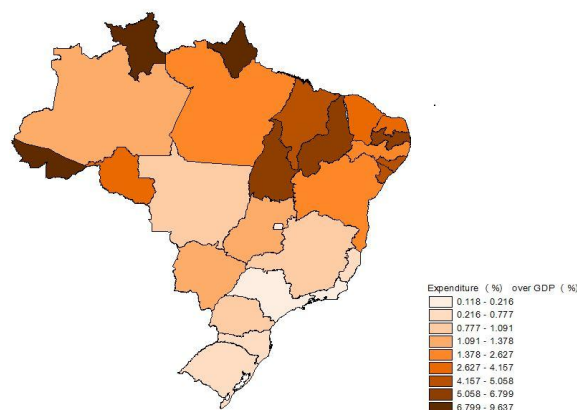 Expenditure ( %) over GDP ( %)
0.118 - 0.216
0.216 - 0.777
0.777 - 1.091
1.091 - 1.378
1.378 - 2.627
2.627 - 4.157
4.157 - 5.058
5.058 - 6.799
6.799 - 9.637